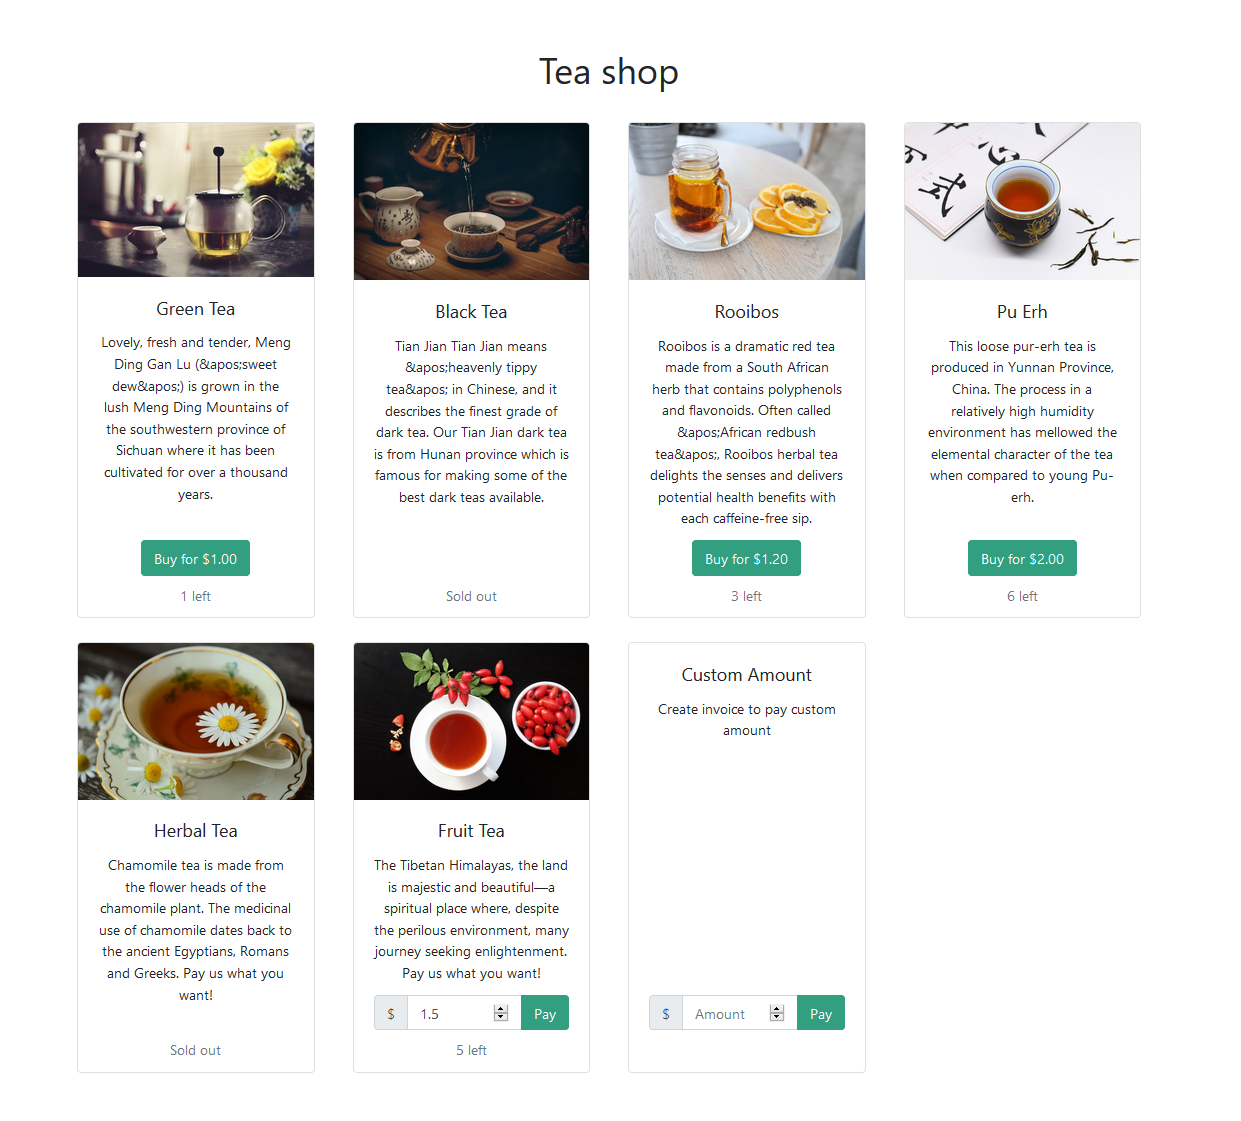 Tea shop
Green Tea
Lovely, fresh and tender, Meng
Ding Gan Lu (&apos;sweet
dew&apos;) is grown in the
lush Meng Ding Mountains of
the southwestern province of
Sichuan where it has been
cultivated for over a thousand
years.
Buy for $1.00
1 left
Black Tea
Tian Jian Tian Jian means
&apos;heavenly tippy
tea&apos; in Chinese, and it
describes the finest grade of
dark tea. Our Tian Jian dark tea
is from Hunan province which is
famous for making some of the
best dark teas available.
Sold out
Rooibos
Rooibos is a dramatic red tea
made from a South African
herb that contains polyphenols
and flavonoids. Often called
&apos;African redbush
tea&apos;, Rooibos herbal tea
delights the senses and delivers
potential health benefits with
each caffeine-free sip.
Buy for $1.20
3 left
Pu Erh
This loose pur-erh tea is
produced in Yunnan Province,
China. The process in a
relatively high humidity
environment has mellowed the
elemental character of the tea
when compared to young Pu-
erh.
Buy for $2.00
6 left
Herbal Tea
Chamomile tea is made from
the flower heads of the
chamomile plant. The medicinal
use of chamomile dates back to
the ancient Egyptians, Romans
and Greeks. Pay us what you
want!
Sold out
Fruit Tea
The Tibetan Himalayas, the land
is majestic and beautiful—a
spiritual place where, despite
the perilous environment, many
journey seeking enlightenment.
Pay us what you want!
$ 1.5 Pay
5 left
Custom Amount
Create invoice to pay custom
amount
$ Amount Pay